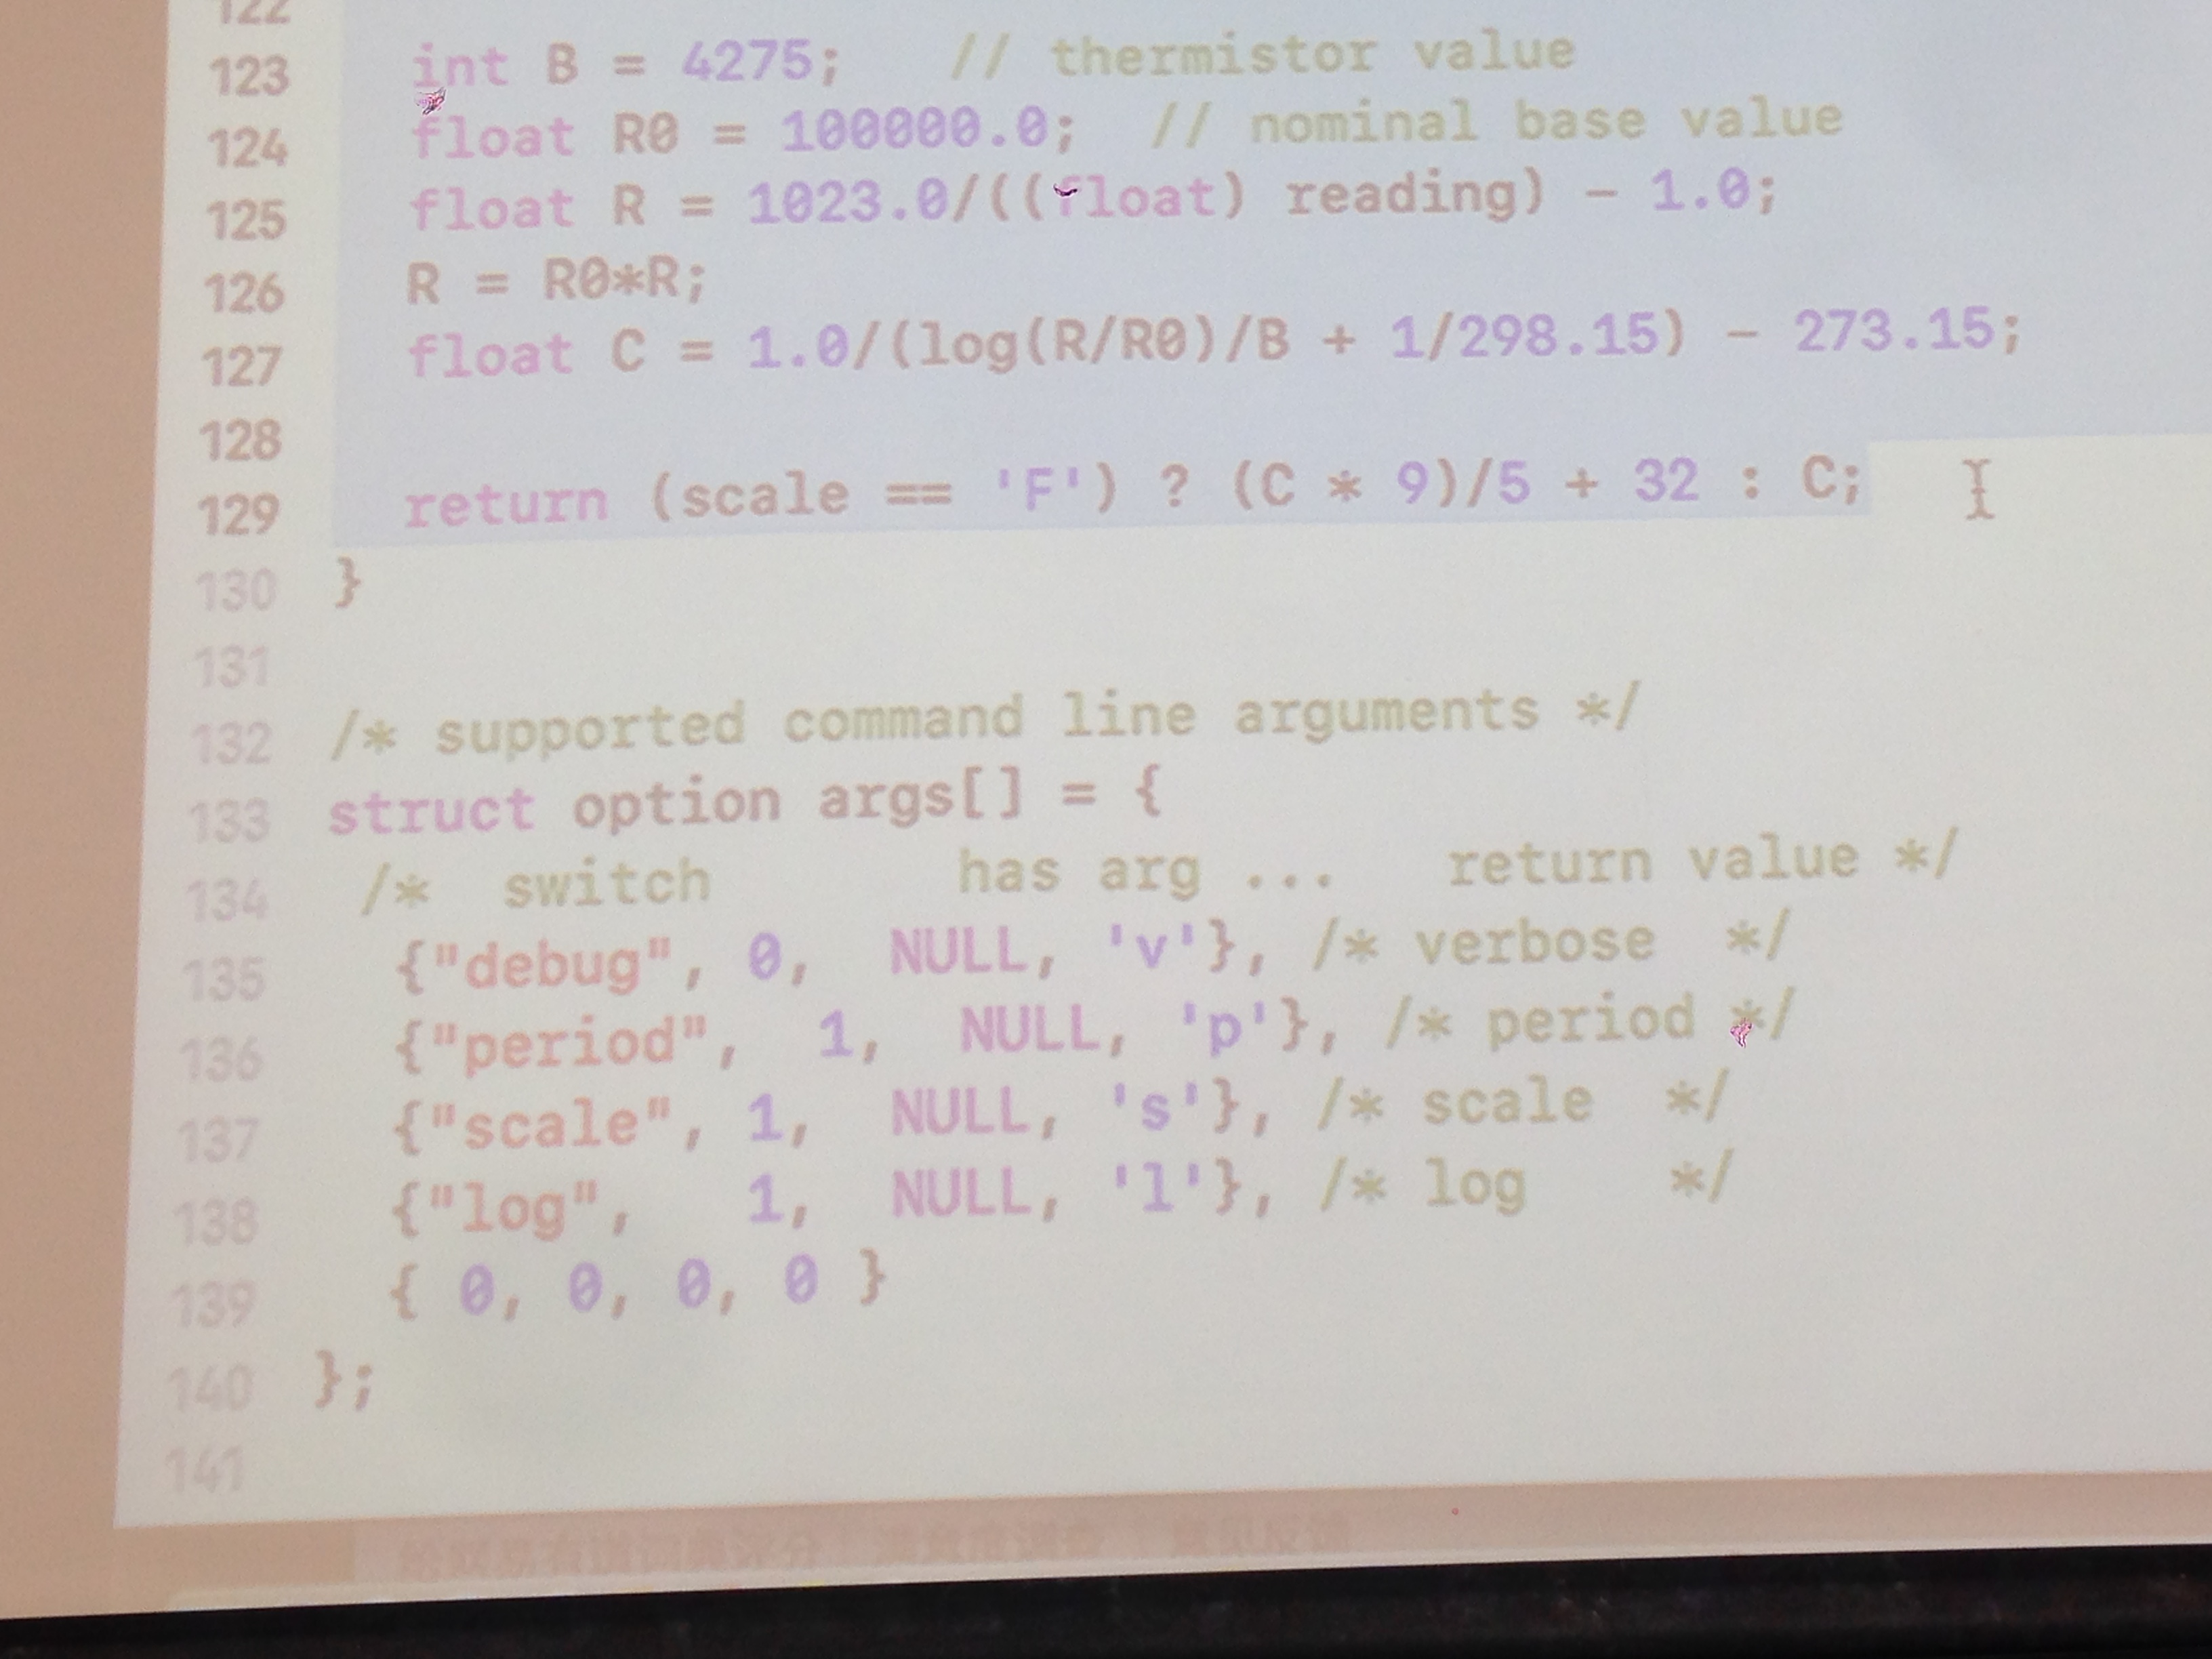 122
123 int B = 4275; // thermistor value
124 float R0 = 100000.0; // nominal base value
125 float R = 1023.0/((float) reading) - 1.0;
126 R = R0*R;
127 float C = 1.0/(log(R/R0)/B + 1/298.15) - 273.15;
128
129 return (scale == 'F') ? (C * 9)/5 + 32 : C;
130 }
131
132 /* supported command line arguments */
133 struct option args[] = {
134 /* switch has arg ... return value */
135 {"debug", 0, NULL, 'v'}, /* verbose */
136 {"period", 1, NULL, 'p'}, /* period */
137 {"scale", 1, NULL, 's'}, /* scale */
138 {"log", 1, NULL, 'l'}, /* log */
139 { 0, 0, 0, 0 }
140 };
141